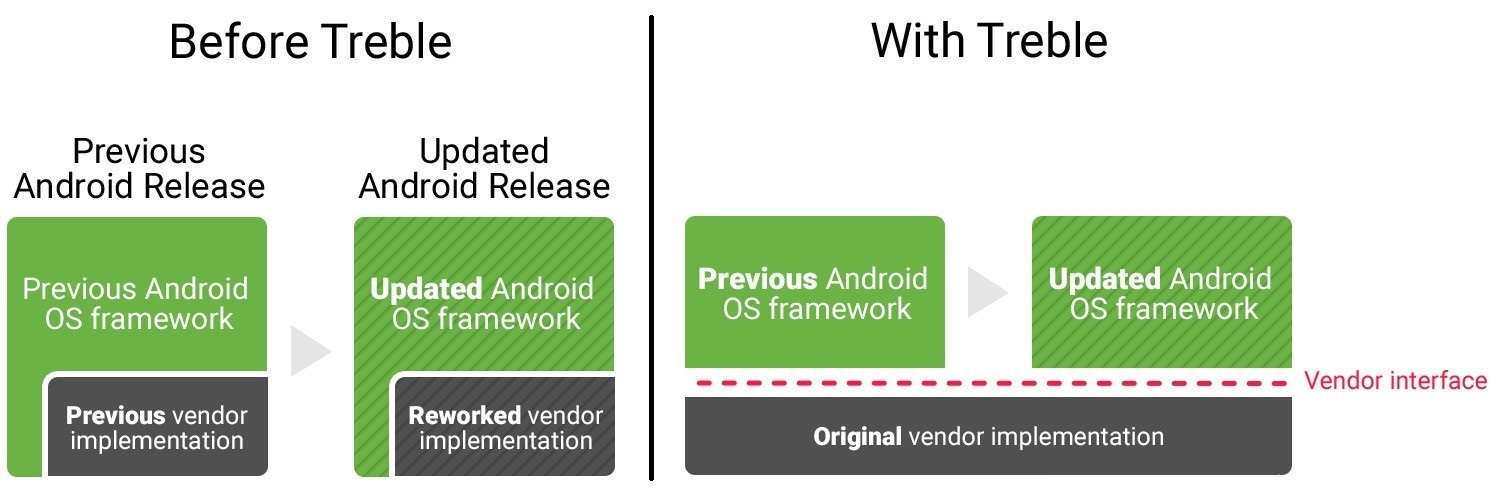 Before Treble
With Treble
Previous
Android Release
Updated
Android Release
Previous Android
OS framework
Updated Android
OS framework
Previous vendor
implementation
Reworked vendor
implementation
Previous Android
OS framework
Updated Android
OS framework
Vendor interface
Original vendor implementation